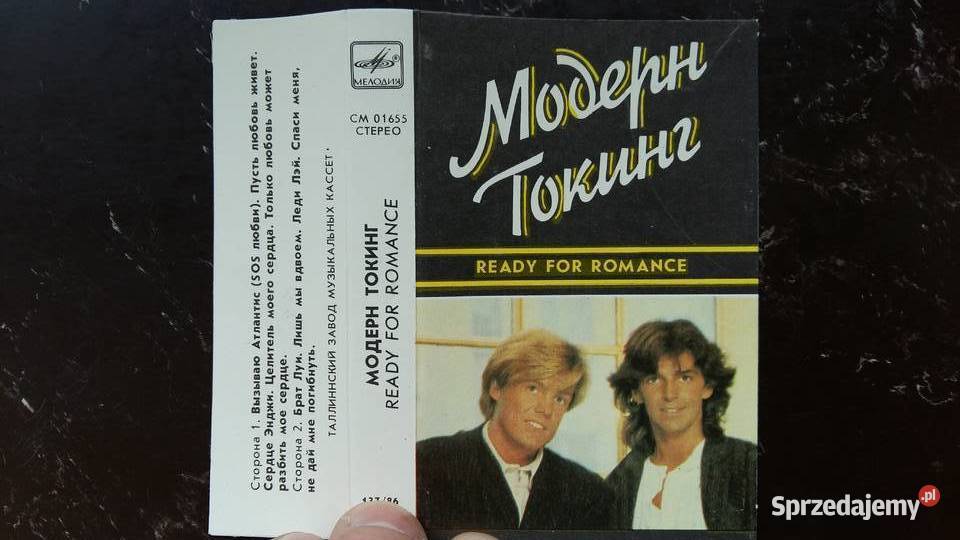 Сторона 1. Вызываю Атлантис (SOS любви). Пусть любовь живет.
Сердце Энджи. Целитель моего сердца. Только любовь может
разбить мое сердце.
Сторона 2. Брат Луи. Лишь мы вдвоем. Леди Лэй. Спаси меня,
не дай мне погибнуть.
ТАЛЛИННСКИЙ ЗАВОД МУЗЫКАЛЬНЫХ КАССЕТ·
МЕЛОДИЯ
СМ 01655
СТЕРЕО
МОДЕРН ТОКИНГ
READY FOR ROMANCE
137/86
Модерн
Токинг
READY FOR ROMANCE
Sprzedajemy.pl